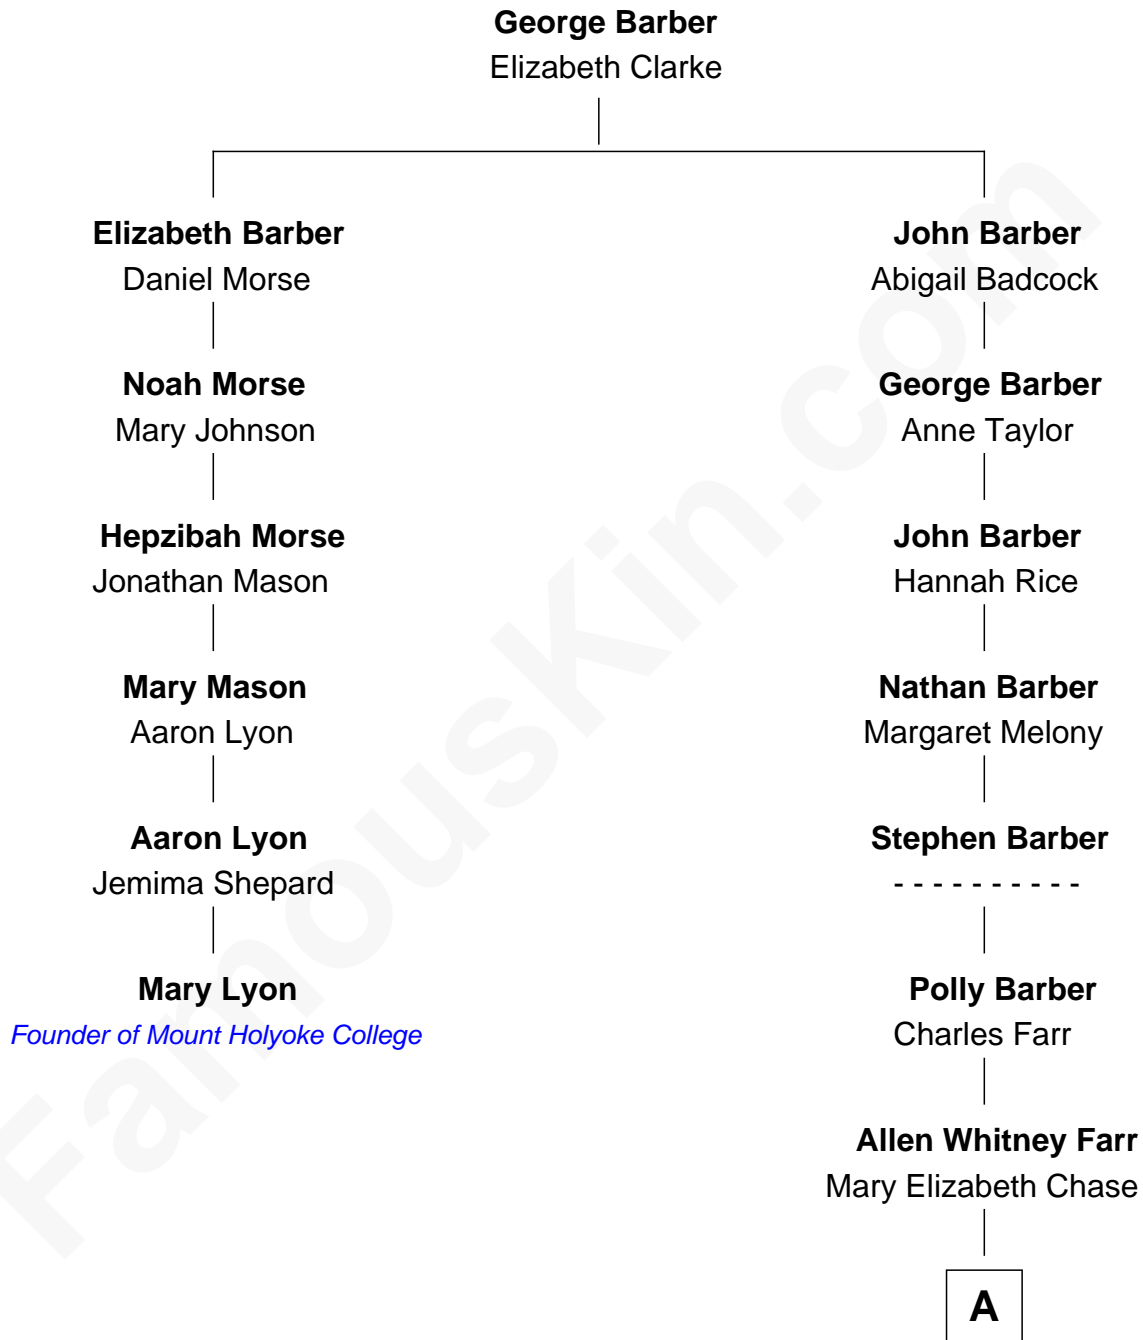 George Barber
Elizabeth Clarke
Elizabeth Barber
Daniel Morse
Noah Morse
Mary Johnson
Hepzibah Morse
Jonathan Mason
Mary Mason
Aaron Lyon
Aaron Lyon
Jemima Shepard
Mary Lyon
Founder of Mount Holyoke College
John Barber
Abigail Badcock
George Barber
Anne Taylor
John Barber
Hannah Rice
Nathan Barber
Margaret Melony
Stephen Barber
- - - - - - - - - -
Polly Barber
Charles Farr
Allen Whitney Farr
Mary Elizabeth Chase
A
FamousKin.com